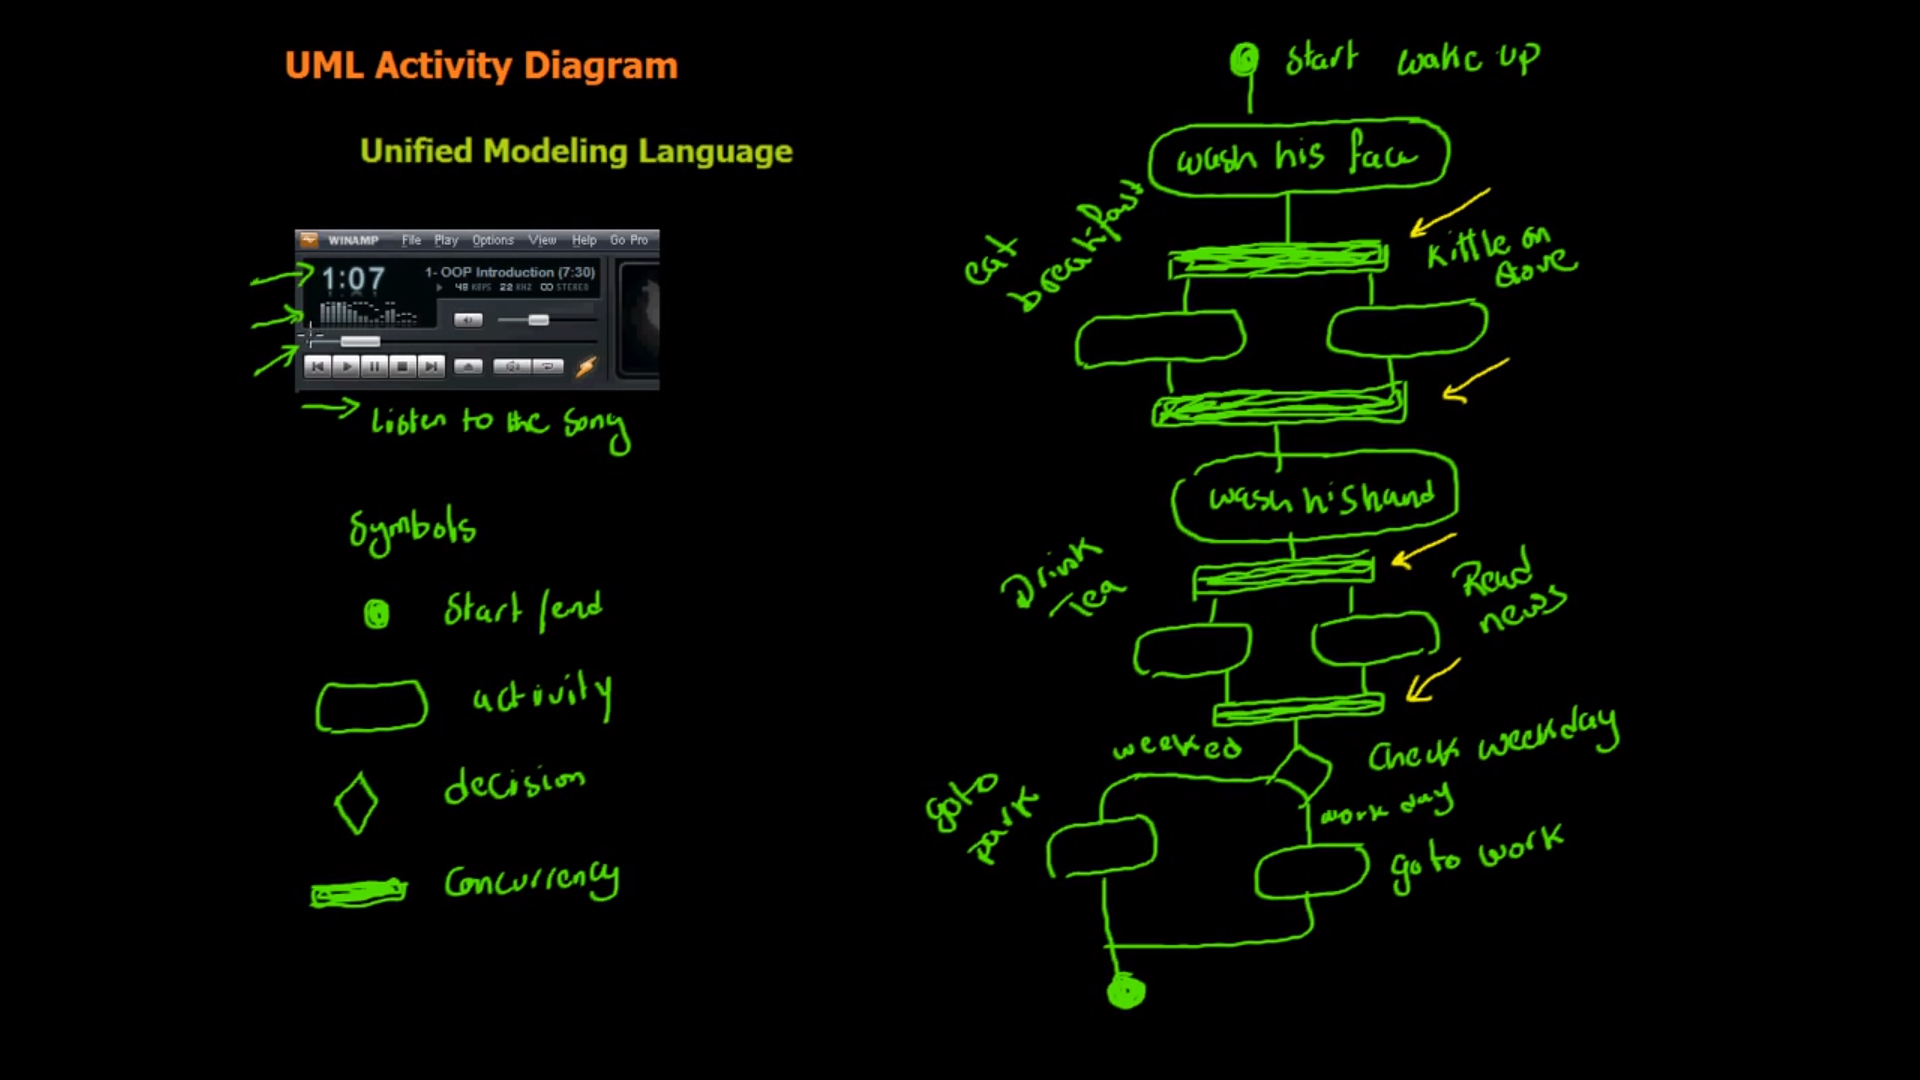 UML Activity Diagram
Unified Modeling Language
WINAMP File Play Options View Help Go Pro
1:07
1- OOP Introduction (7:30)
48 KBPS 22 KHZ STEREO
Listen to the Song
Symbols
Start /end
activity
decision
Concurrency
Start wake up
wash his face
eat
breakfast
Kittle on
Stove
wash his hand
Drink
Tea
Read
news
weeked
Check weekday
work day
goto
park
goto work